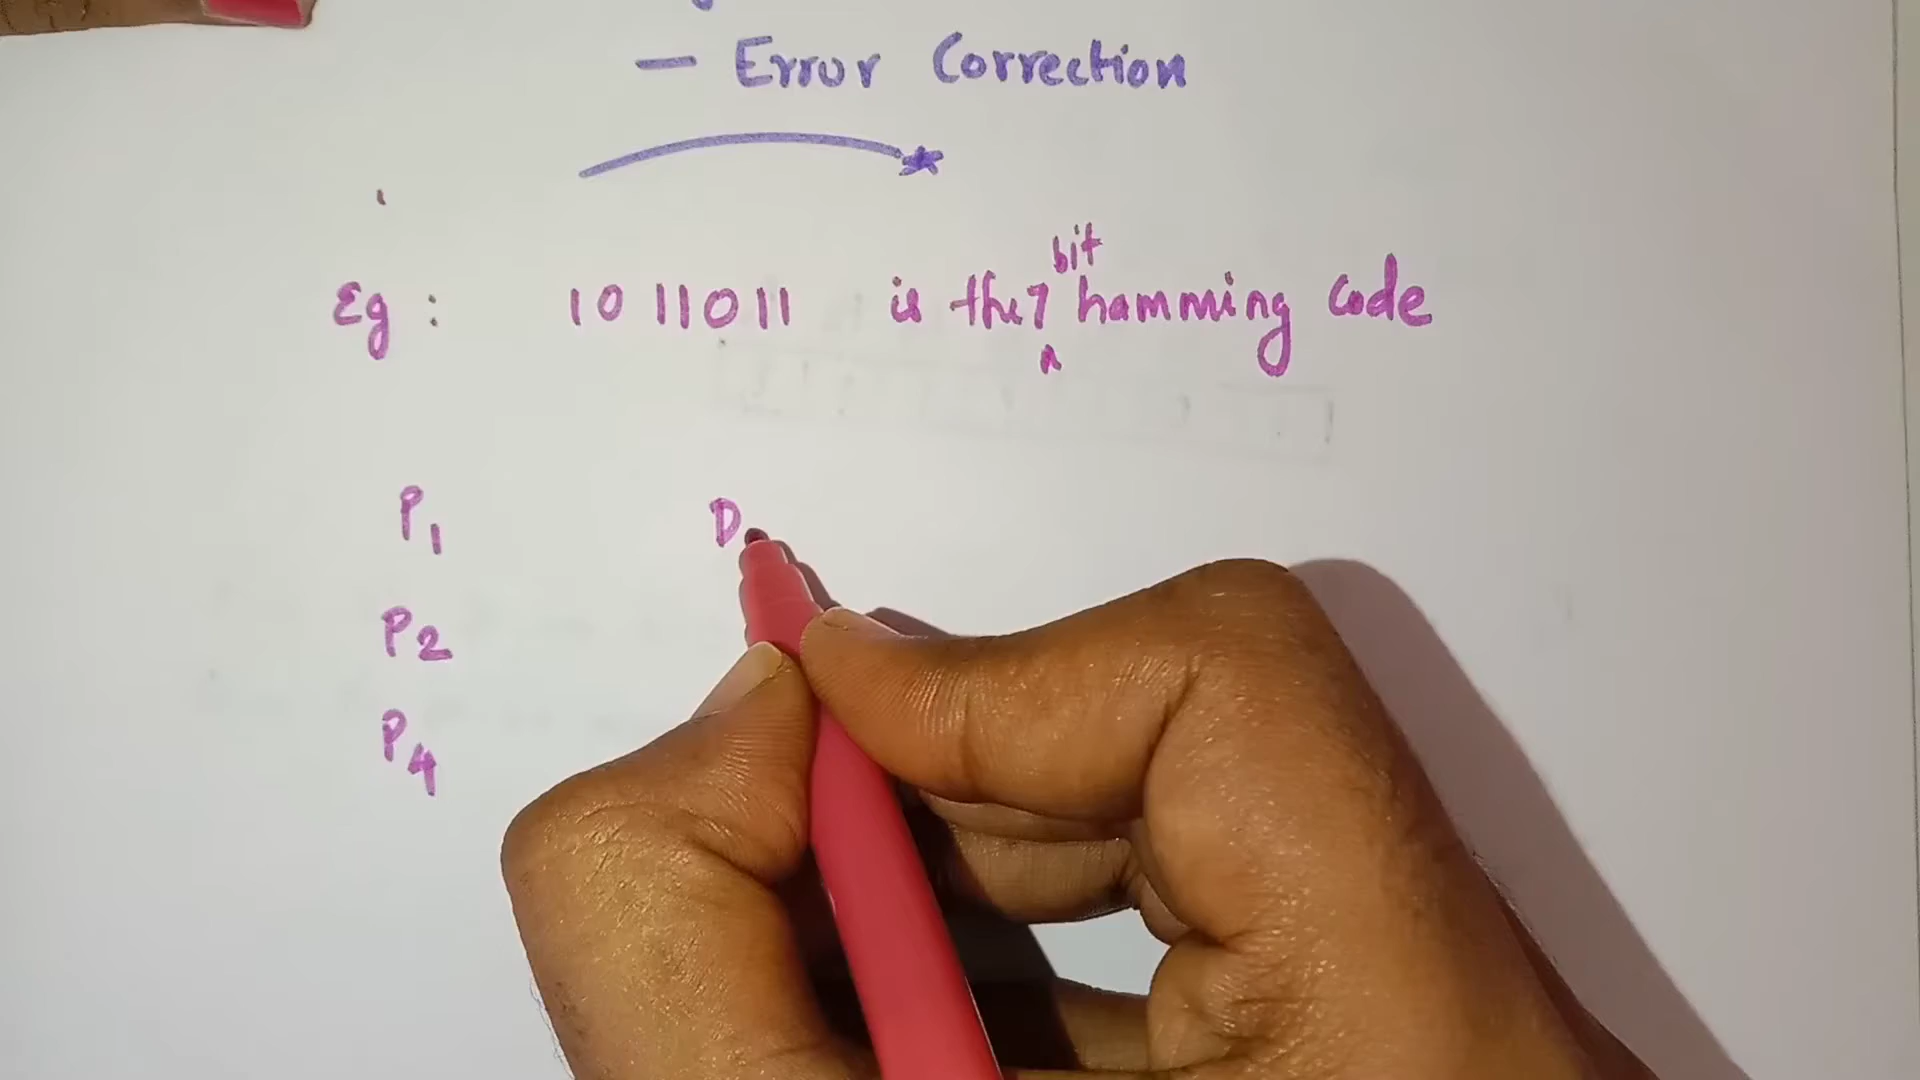 — Error Correction
Eg : 1011011 is the 7 bit hamming code
P1 D
P2
P4